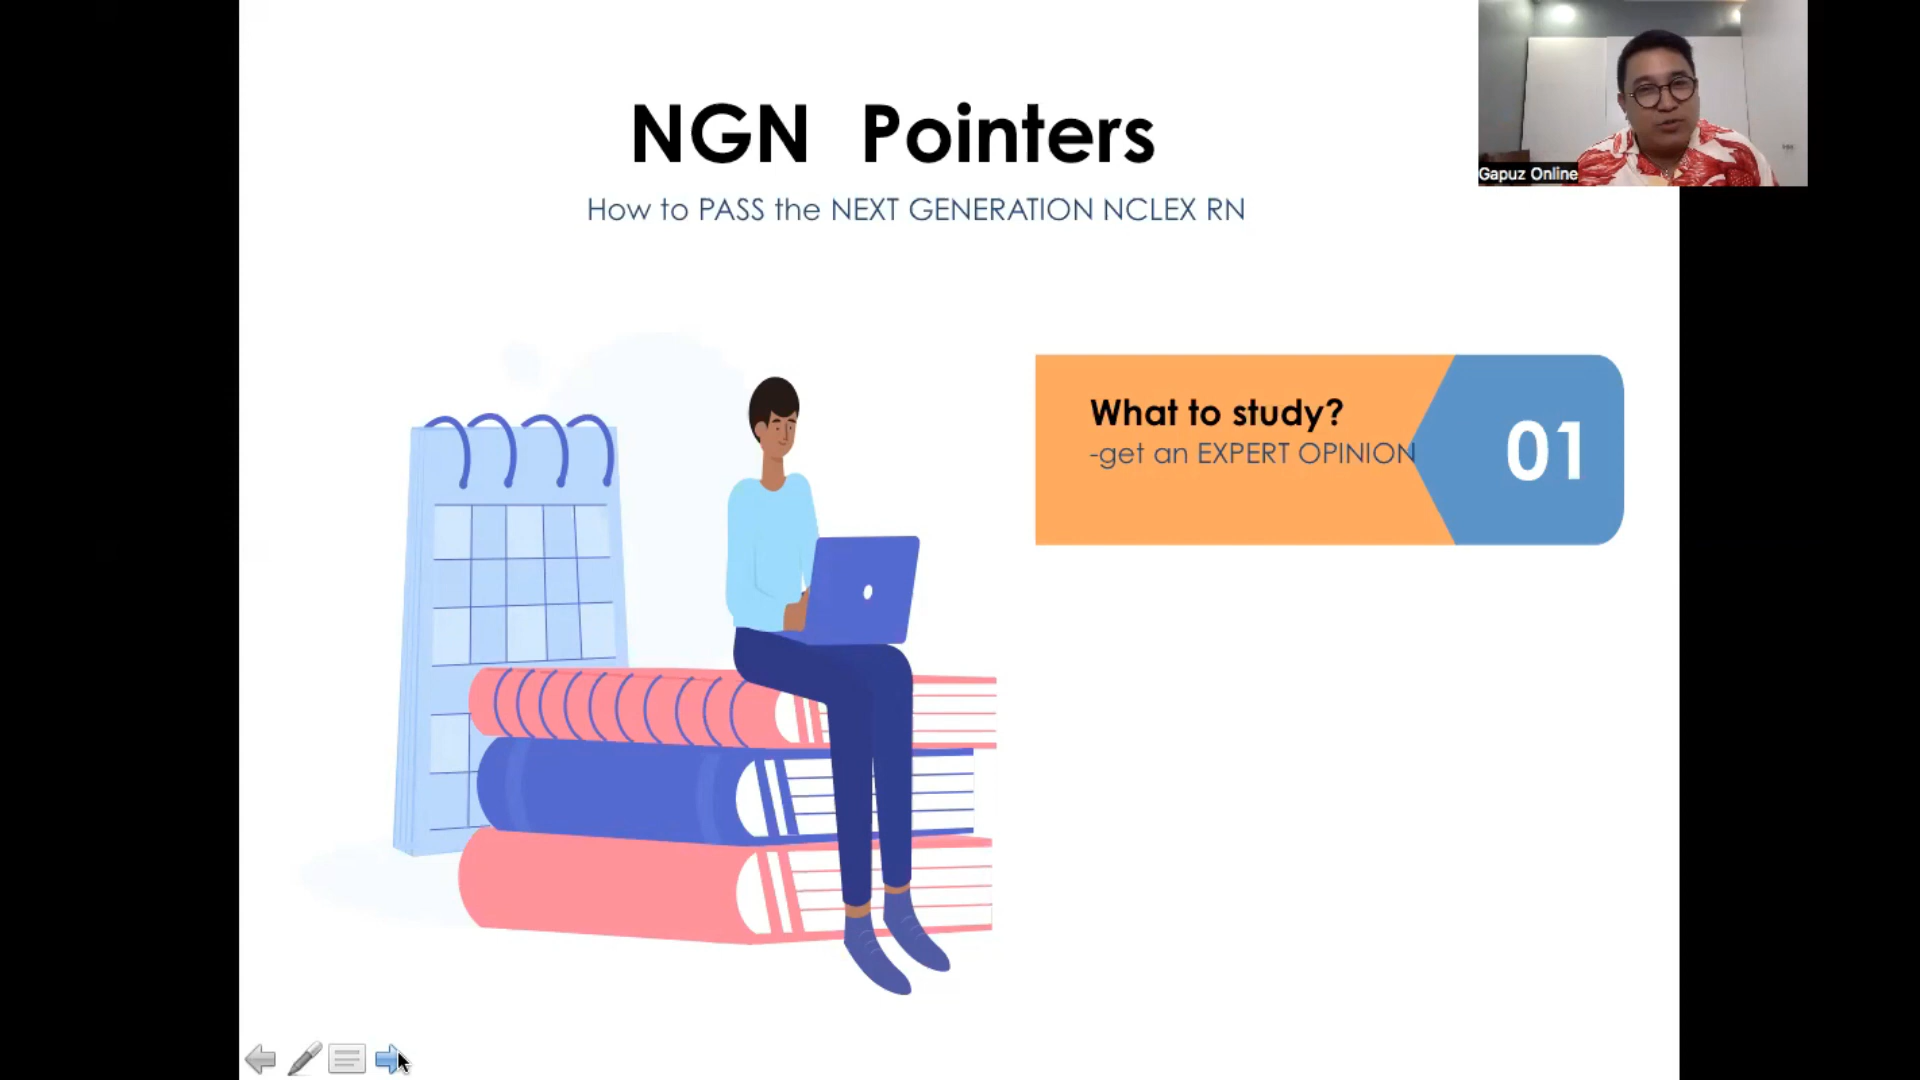 NGN Pointers
How to PASS the NEXT GENERATION NCLEX RN
Gapuz Online
What to study?
-get an EXPERT OPINION
01